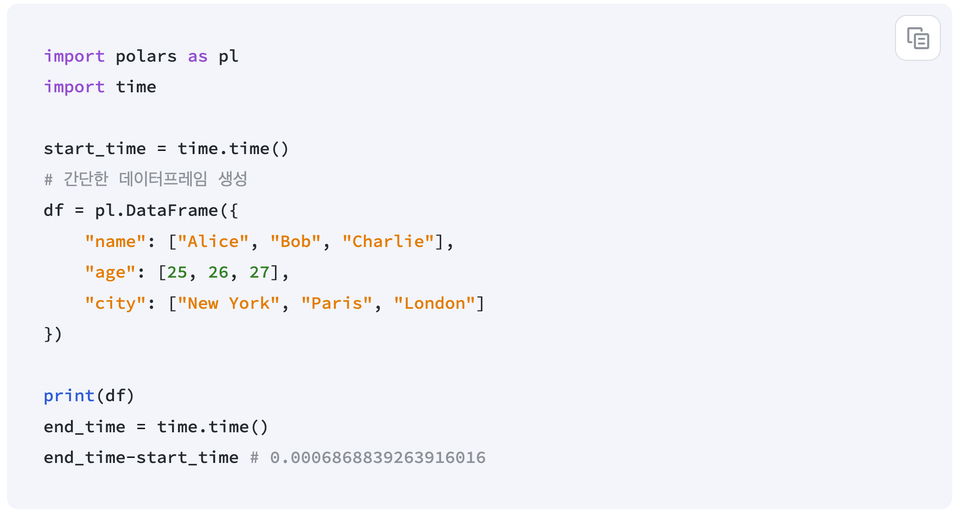 import polars as pl
import time
start_time = time.time()
# 간단한 데이터프레임 생성
df = pl.DataFrame({
    "name": ["Alice", "Bob", "Charlie"],
    "age": [25, 26, 27],
    "city": ["New York", "Paris", "London"]
})
print(df)
end_time = time.time()
end_time-start_time # 0.0006868839263916016